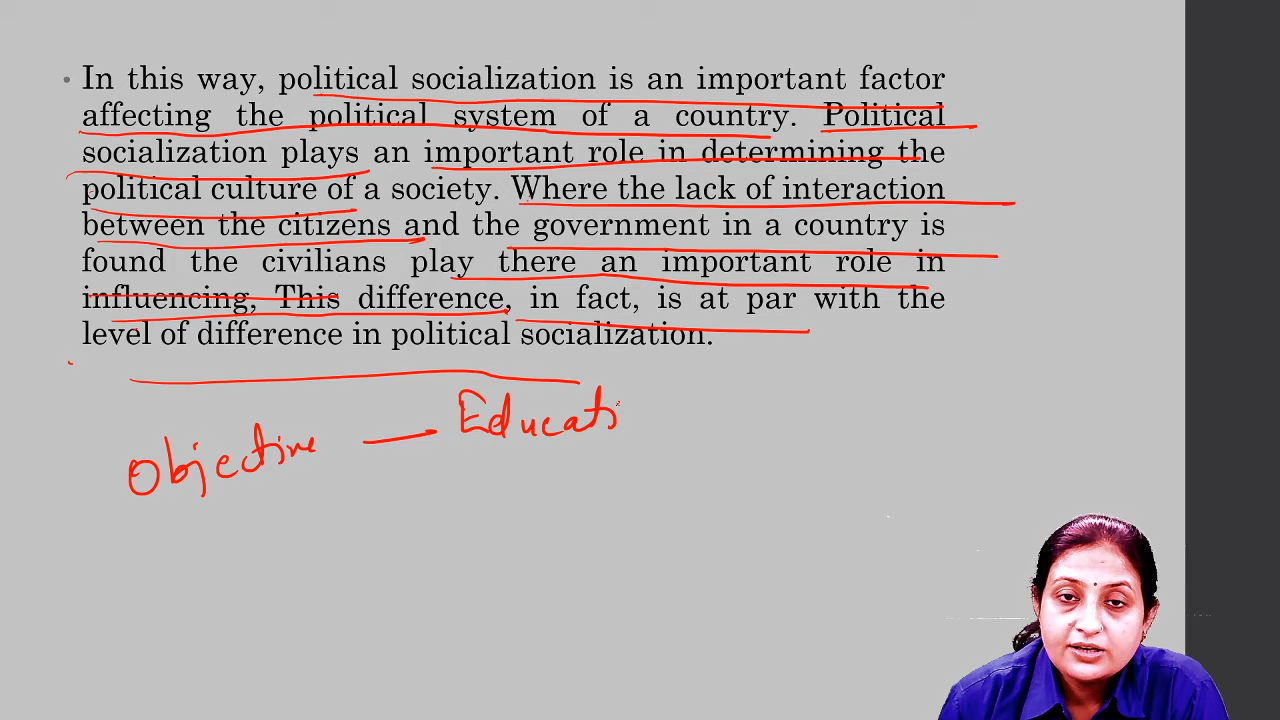 • In this way, political socialization is an important factor
affecting the political system of a country. Political
socialization plays an important role in determining the
political culture of a society. Where the lack of interaction
between the citizens and the government in a country is
found the civilians play there an important role in
influencing, This difference, in fact, is at par with the
level of difference in political socialization.
Objective — Educati